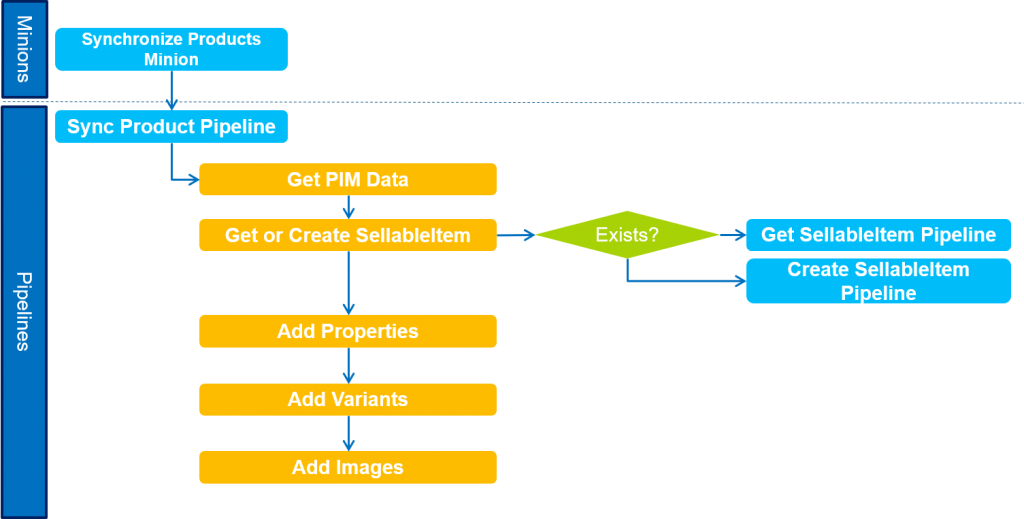 Minions
Synchronize Products
Minion
Pipelines
Sync Product Pipeline
Get PIM Data
Get or Create SellableItem
Exists?
Get SellableItem Pipeline
Create SellableItem
Pipeline
Add Properties
Add Variants
Add Images